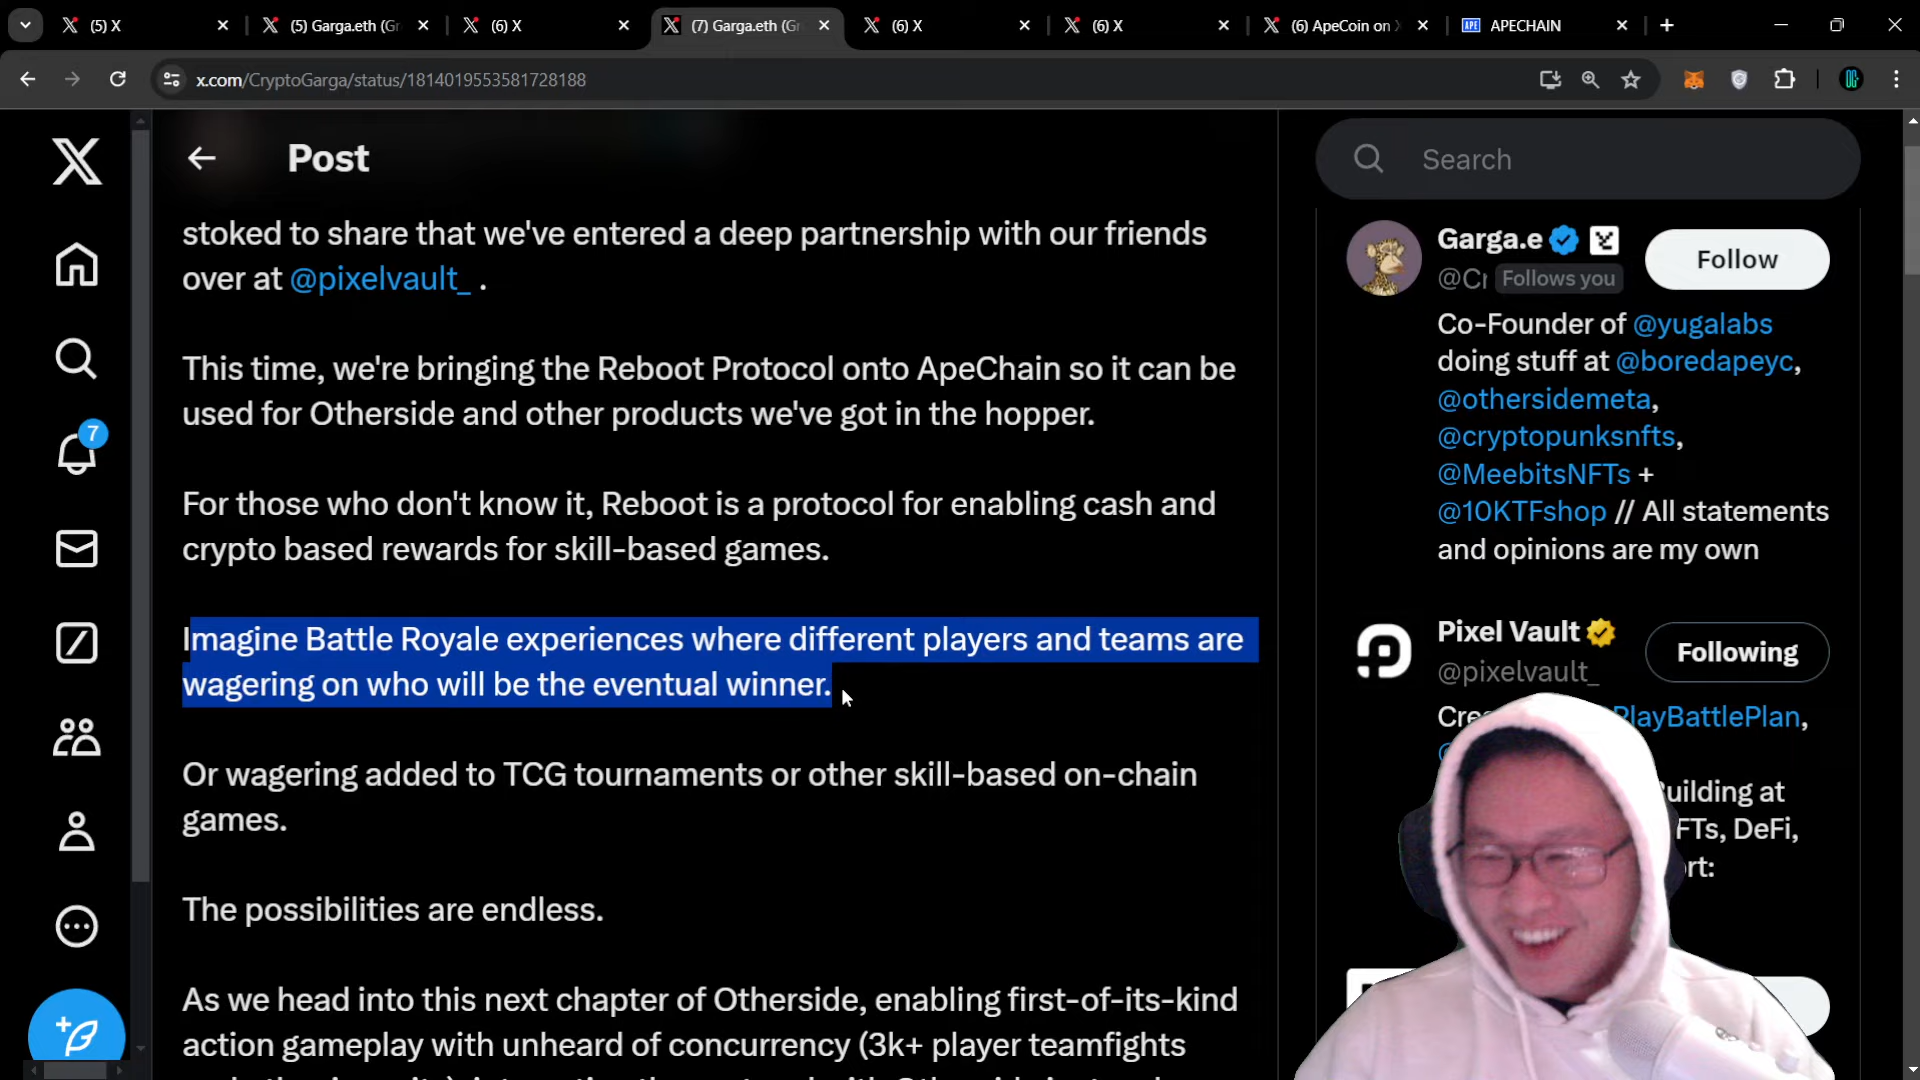 (5) X
(5) Garga.eth (Gr
(6) X
(7) Garga.eth (Gr
(6) X
(6) X
(6) ApeCoin on X
APE
APECHAIN
x.com/CryptoGarga/status/1814019553581728188
Post
stoked to share that we've entered a deep partnership with our friends
over at @pixelvault_ .
This time, we're bringing the Reboot Protocol onto ApeChain so it can be
used for Otherside and other products we've got in the hopper.
For those who don't know it, Reboot is a protocol for enabling cash and
crypto based rewards for skill-based games.
Imagine Battle Royale experiences where different players and teams are
wagering on who will be the eventual winner.
Or wagering added to TCG tournaments or other skill-based on-chain
games.
The possibilities are endless.
As we head into this next chapter of Otherside, enabling first-of-its-kind
action gameplay with unheard of concurrency (3k+ player teamfights
7
Search
Garga.e
@Cr Follows you
Follow
Co-Founder of @yugalabs
doing stuff at @boredapeyc,
@othersidemeta,
@cryptopunksnfts,
@MeebitsNFTs +
@10KTFshop // All statements
and opinions are my own
Pixel Vault
@pixelvault_
Following
PlayBattlePlan,